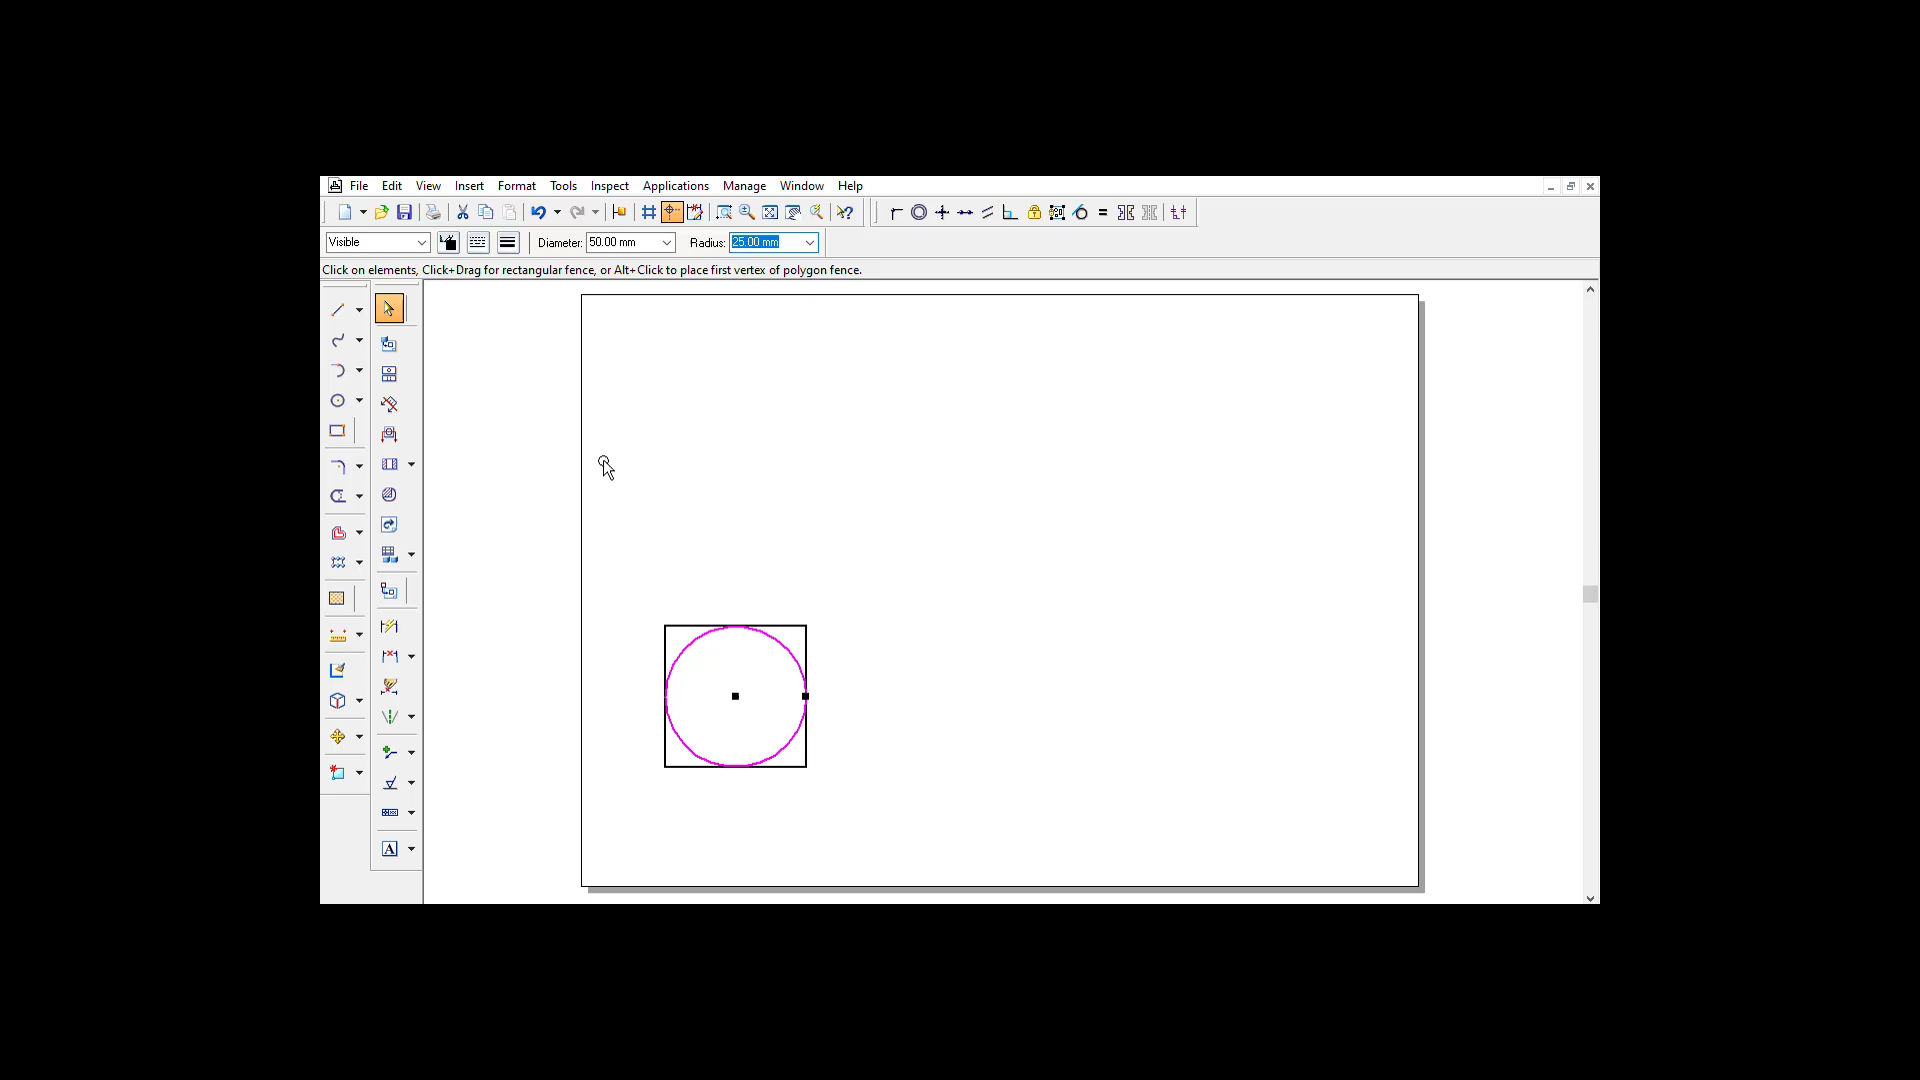 File Edit View Insert Format Tools Inspect Applications Manage Window Help
Visible Diameter: 50.00 mm Radius: 25.00 mm
Click on elements, Click+Drag for rectangular fence, or Alt+Click to place first vertex of polygon fence.
A